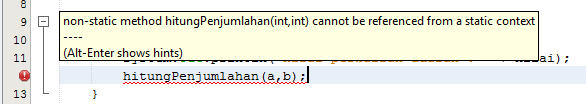 8
9
non-static method hitungPenjumlahan(int,int) cannot be referenced from a static context
----
10
(Alt-Enter shows hints)
11
hitungPenjumlahan(a,b);
13
}